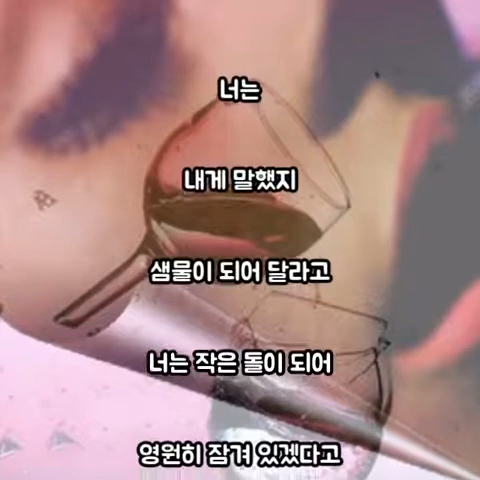 너는
내게 말했지
샘물이 되어 달라고
너는 작은 돌이 되어
영원히 잠겨 있겠다고